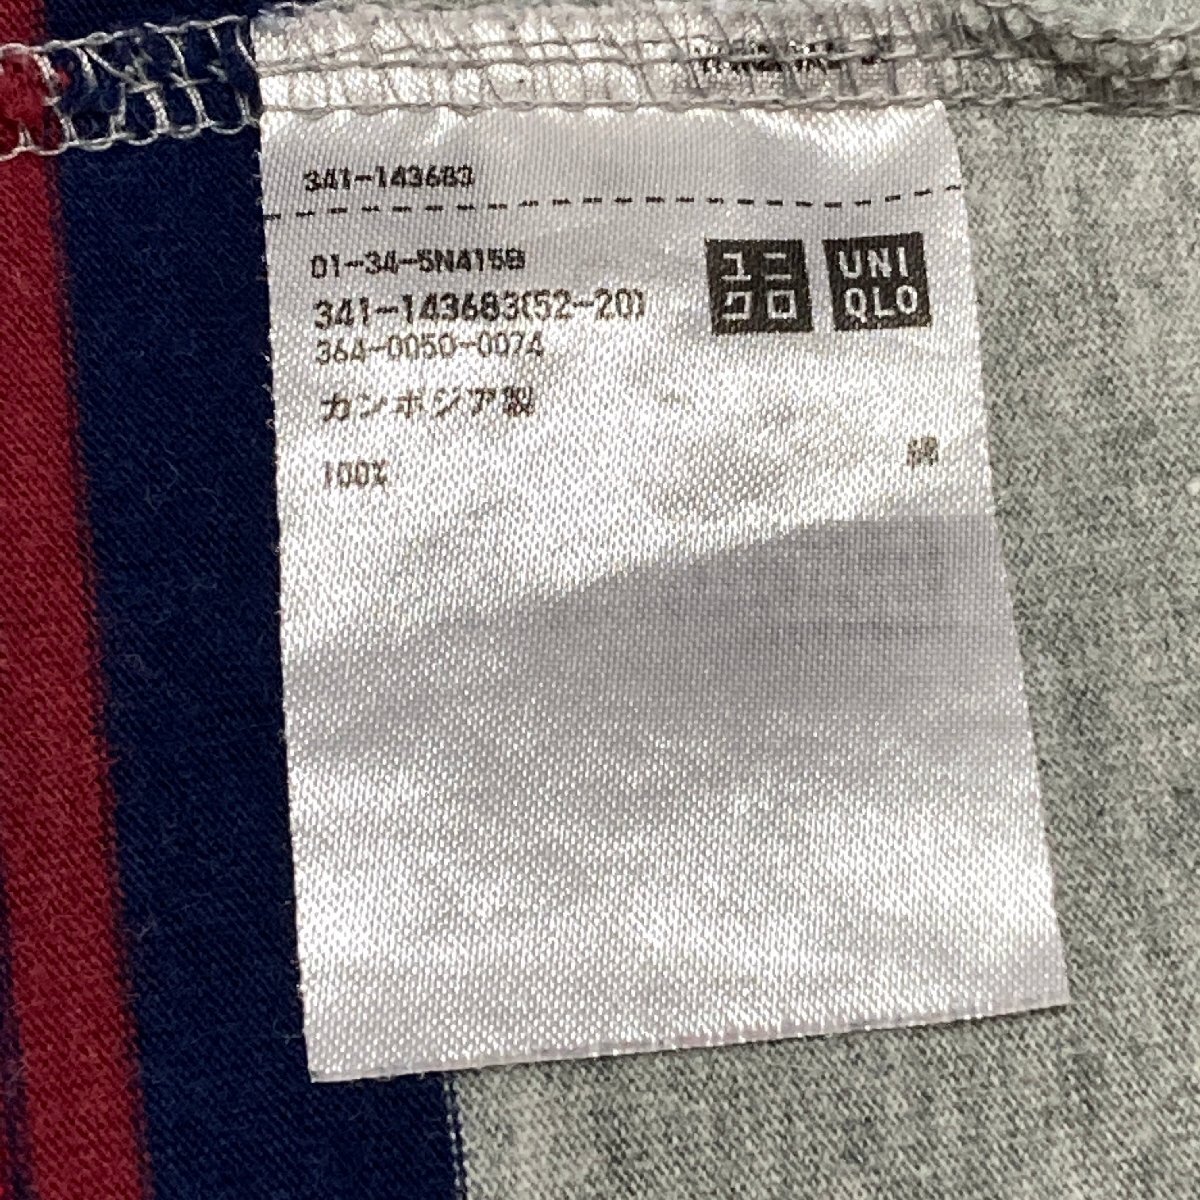 341-143683
01-34-5N415B
341-143683(52-20)
364-0050-0074
カンボジア製
100% 綿
ユニ
クロ
UNI
QLO